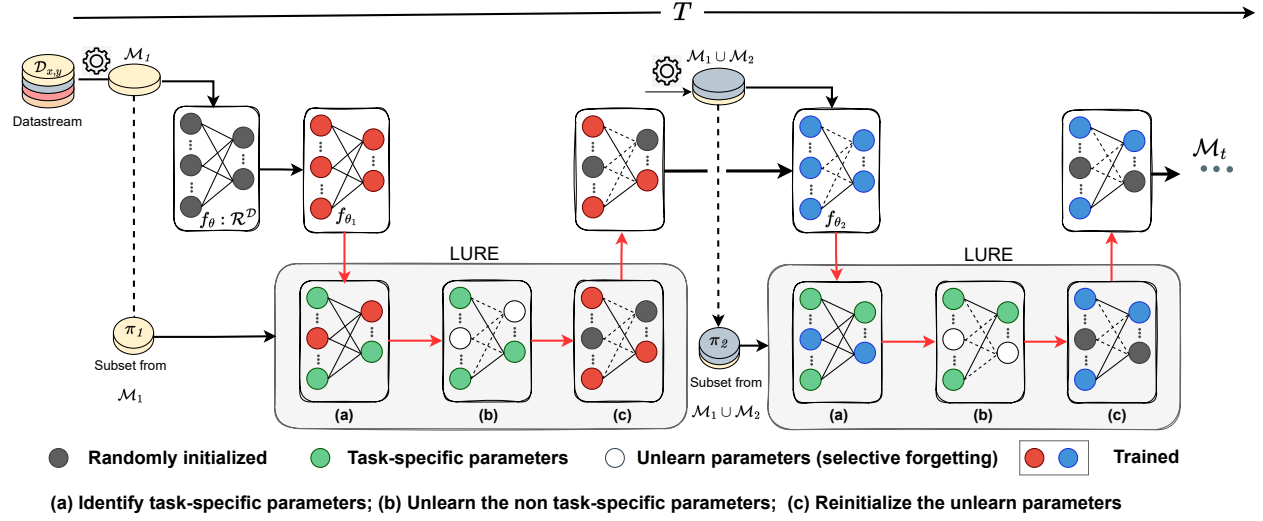 T
𝒟x,y
Datastream
ℳ1
ℳ1 ∪ ℳ2
fθ : ℛ𝒟
fθ1
fθ2
ℳt
LURE
LURE
π1
Subset from
ℳ1
(a)
(b)
(c)
π2
Subset from
ℳ1 ∪ ℳ2
(a)
(b)
(c)
Randomly initialized
Task-specific parameters
Unlearn parameters (selective forgetting)
Trained
(a) Identify task-specific parameters; (b) Unlearn the non task-specific parameters; (c) Reinitialize the unlearn parameters